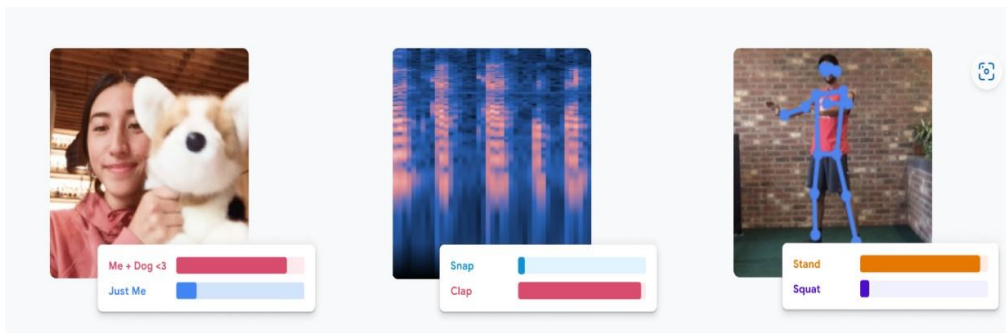 Me + Dog <3
Just Me
Snap
Clap
Stand
Squat